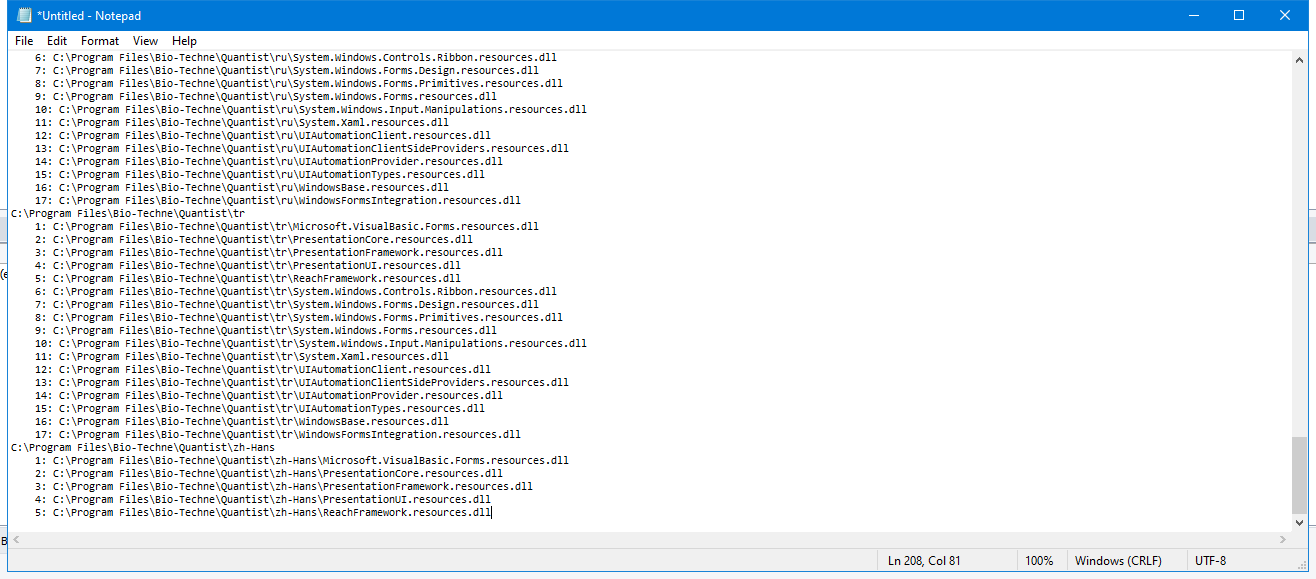 *Untitled - Notepad
File Edit Format View Help
6: C:\Program Files\Bio-Techne\Quantist\ru\System.Windows.Controls.Ribbon.resources.dll
7: C:\Program Files\Bio-Techne\Quantist\ru\System.Windows.Forms.Design.resources.dll
8: C:\Program Files\Bio-Techne\Quantist\ru\System.Windows.Forms.Primitives.resources.dll
9: C:\Program Files\Bio-Techne\Quantist\ru\System.Windows.Forms.resources.dll
10: C:\Program Files\Bio-Techne\Quantist\ru\System.Windows.Input.Manipulations.resources.dll
11: C:\Program Files\Bio-Techne\Quantist\ru\System.Xaml.resources.dll
12: C:\Program Files\Bio-Techne\Quantist\ru\UIAutomationClient.resources.dll
13: C:\Program Files\Bio-Techne\Quantist\ru\UIAutomationClientSideProviders.resources.dll
14: C:\Program Files\Bio-Techne\Quantist\ru\UIAutomationProvider.resources.dll
15: C:\Program Files\Bio-Techne\Quantist\ru\UIAutomationTypes.resources.dll
16: C:\Program Files\Bio-Techne\Quantist\ru\WindowsBase.resources.dll
17: C:\Program Files\Bio-Techne\Quantist\ru\WindowsFormsIntegration.resources.dll
C:\Program Files\Bio-Techne\Quantist\tr
1: C:\Program Files\Bio-Techne\Quantist\tr\Microsoft.VisualBasic.Forms.resources.dll
2: C:\Program Files\Bio-Techne\Quantist\tr\PresentationCore.resources.dll
3: C:\Program Files\Bio-Techne\Quantist\tr\PresentationFramework.resources.dll
4: C:\Program Files\Bio-Techne\Quantist\tr\PresentationUI.resources.dll
5: C:\Program Files\Bio-Techne\Quantist\tr\ReachFramework.resources.dll
6: C:\Program Files\Bio-Techne\Quantist\tr\System.Windows.Controls.Ribbon.resources.dll
7: C:\Program Files\Bio-Techne\Quantist\tr\System.Windows.Forms.Design.resources.dll
8: C:\Program Files\Bio-Techne\Quantist\tr\System.Windows.Forms.Primitives.resources.dll
9: C:\Program Files\Bio-Techne\Quantist\tr\System.Windows.Forms.resources.dll
10: C:\Program Files\Bio-Techne\Quantist\tr\System.Windows.Input.Manipulations.resources.dll
11: C:\Program Files\Bio-Techne\Quantist\tr\System.Xaml.resources.dll
12: C:\Program Files\Bio-Techne\Quantist\tr\UIAutomationClient.resources.dll
13: C:\Program Files\Bio-Techne\Quantist\tr\UIAutomationClientSideProviders.resources.dll
14: C:\Program Files\Bio-Techne\Quantist\tr\UIAutomationProvider.resources.dll
15: C:\Program Files\Bio-Techne\Quantist\tr\UIAutomationTypes.resources.dll
16: C:\Program Files\Bio-Techne\Quantist\tr\WindowsBase.resources.dll
17: C:\Program Files\Bio-Techne\Quantist\tr\WindowsFormsIntegration.resources.dll
C:\Program Files\Bio-Techne\Quantist\zh-Hans
1: C:\Program Files\Bio-Techne\Quantist\zh-Hans\Microsoft.VisualBasic.Forms.resources.dll
2: C:\Program Files\Bio-Techne\Quantist\zh-Hans\PresentationCore.resources.dll
3: C:\Program Files\Bio-Techne\Quantist\zh-Hans\PresentationFramework.resources.dll
4: C:\Program Files\Bio-Techne\Quantist\zh-Hans\PresentationUI.resources.dll
5: C:\Program Files\Bio-Techne\Quantist\zh-Hans\ReachFramework.resources.dll
Ln 208, Col 81 100% Windows (CRLF) UTF-8